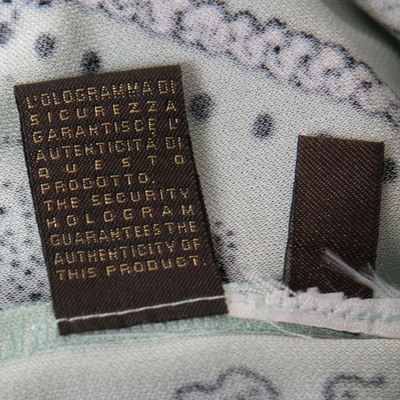 L'OLOGRAMMA DI
SICUREZZA
GARANTISCE L'
AUTENTICITÀ DI
QUESTO
PRODOTTO.
THE SECURITY
HOLOGRAM
GUARANTEES THE
AUTHENTICITY OF
THIS PRODUCT.